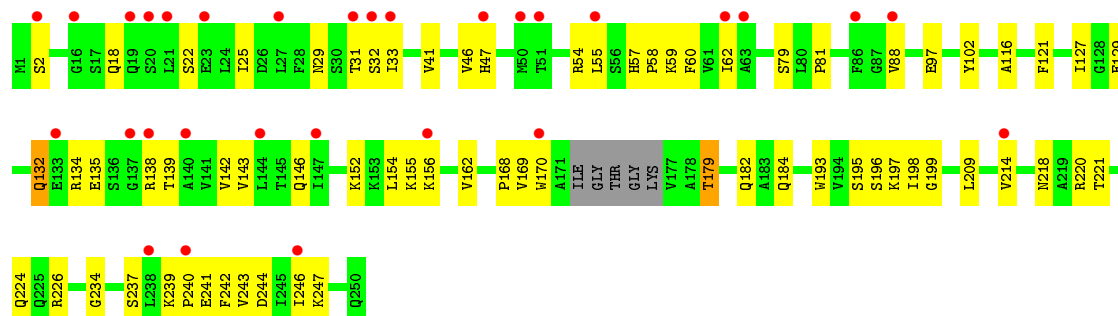 M1 S2 G16 S17 Q18 Q19 S20 L21 S22 E23 L24 I25 D26 L27 F28 N29 S30 T31 S32 I33 V41 V46 H47 M50 T51 R54 L55 S56 H57 P58 K59 F60 V61 I62 A63 S79 L80 P81 F86 G87 V88 E97 Y102 A116 F121 I127 G128 E129
Q132 E133 R134 E135 S136 G137 R138 T139 A140 V141 V142 V143 L144 T145 Q146 I147 K152 K153 L154 K155 K156 V162 P168 V169 W170 A171 ILE GLY THR GLY LYS V177 A178 T179 Q182 A183 Q184 W193 V194 S195 S196 K197 I198 G199 L209 V214 N218 A219 R220 T221
Q224 Q225 R226 G234 S237 L238 K239 P240 E241 F242 V243 D244 I245 I246 K247 Q250